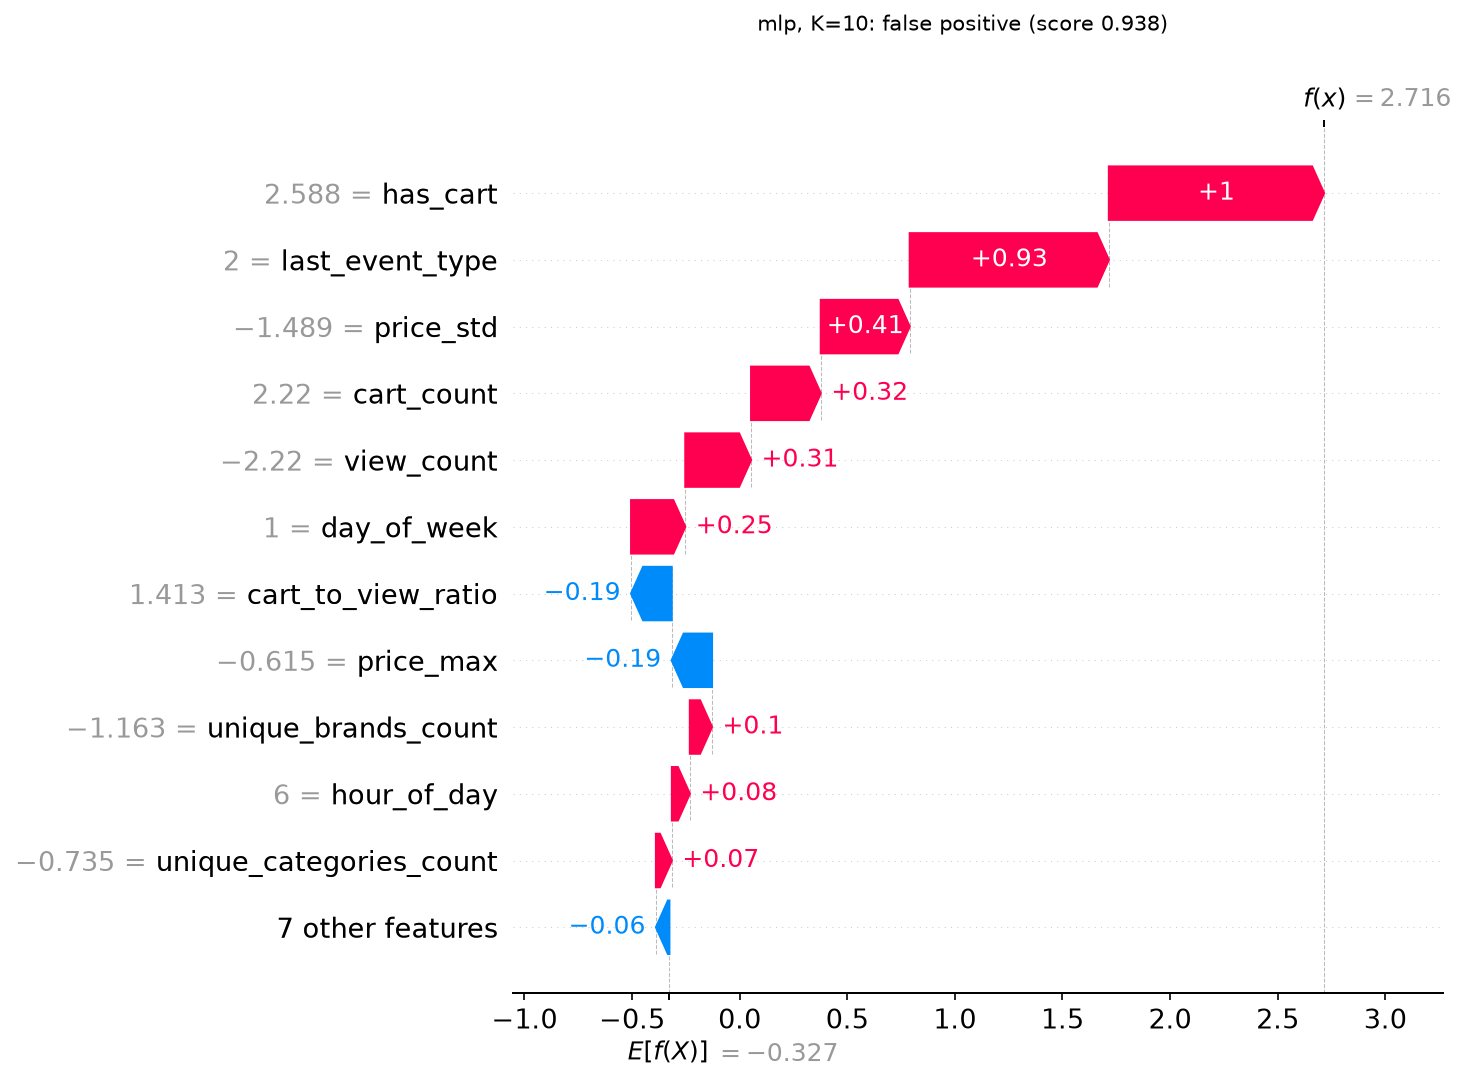 mlp, K=10: false positive (score 0.938)
f(x) = 2.716
2.588 = has_cart +1
2 = last_event_type +0.93
−1.489 = price_std +0.41
2.22 = cart_count +0.32
−2.22 = view_count +0.31
1 = day_of_week +0.25
1.413 = cart_to_view_ratio −0.19
−0.615 = price_max −0.19
−1.163 = unique_brands_count +0.1
6 = hour_of_day +0.08
−0.735 = unique_categories_count +0.07
7 other features −0.06
−1.0 −0.5 0.0 0.5 1.0 1.5 2.0 2.5 3.0
E[f(X)] = −0.327